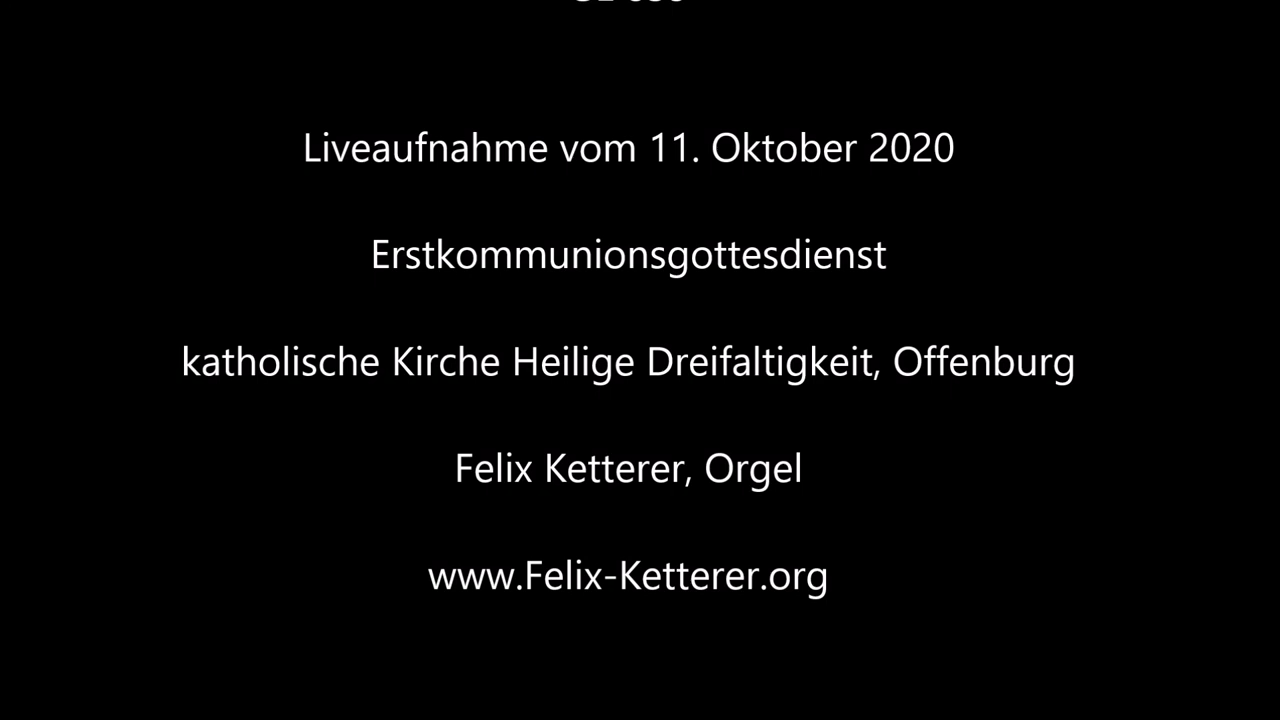 Liveaufnahme vom 11. Oktober 2020
Erstkommunionsgottesdienst
katholische Kirche Heilige Dreifaltigkeit, Offenburg
Felix Ketterer, Orgel
www.Felix-Ketterer.org